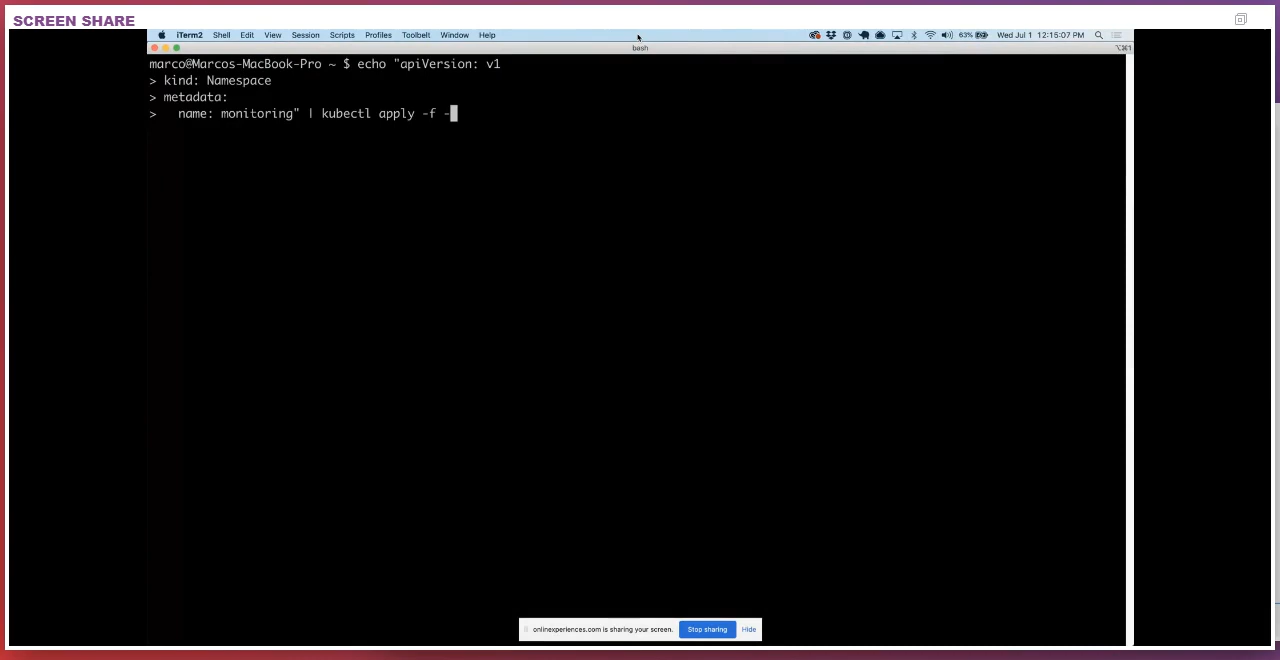 SCREEN SHARE
iTerm2 Shell Edit View Session Scripts Profiles Toolbelt Window Help 63% Wed Jul 1 12:15:07 PM
bash
⌥⌘1
marco@Marcos-MacBook-Pro ~ $ echo "apiVersion: v1
> kind: Namespace
> metadata:
>   name: monitoring" | kubectl apply -f -
onlinexperiences.com is sharing your screen. Stop sharing Hide